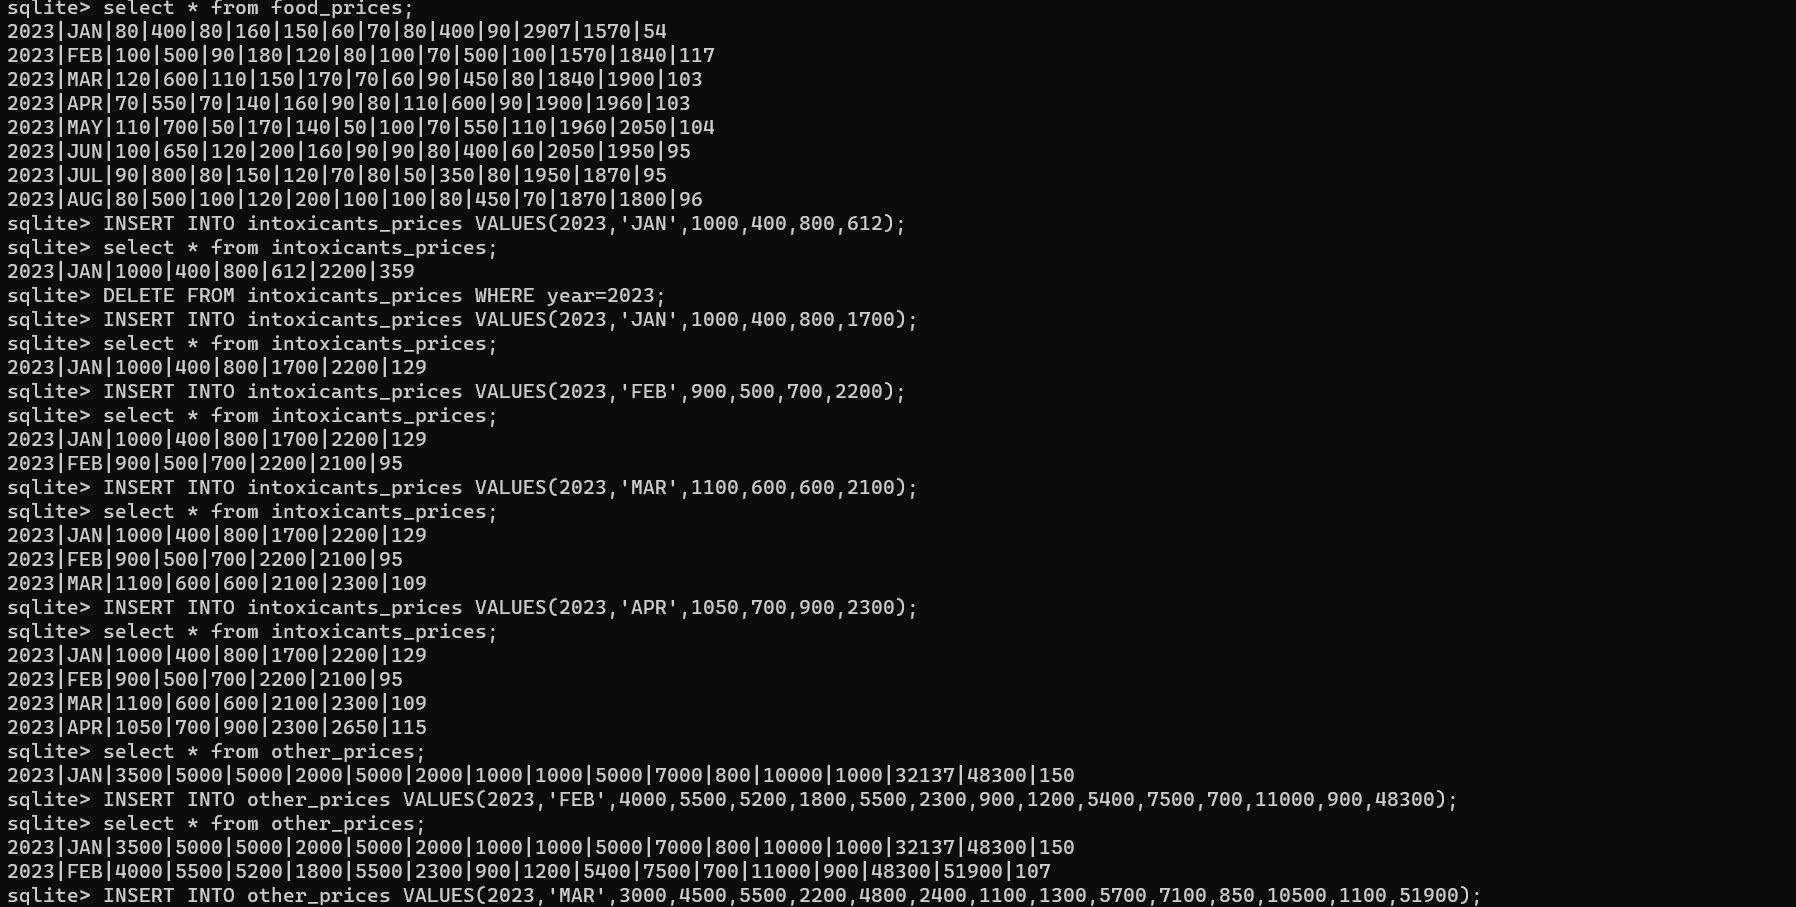 sqlite> select * from food_prices;
2023|JAN|80|400|80|160|150|60|70|80|400|90|2907|1570|54
2023|FEB|100|500|90|180|120|80|100|70|500|100|1570|1840|117
2023|MAR|120|600|110|150|170|70|60|90|450|80|1840|1900|103
2023|APR|70|550|70|140|160|90|80|110|600|90|1900|1960|103
2023|MAY|110|700|50|170|140|50|100|70|550|110|1960|2050|104
2023|JUN|100|650|120|200|160|90|90|80|400|60|2050|1950|95
2023|JUL|90|800|80|150|120|70|80|50|350|80|1950|1870|95
2023|AUG|80|500|100|120|200|100|100|80|450|70|1870|1800|96
sqlite> INSERT INTO intoxicants_prices VALUES(2023,'JAN',1000,400,800,612);
sqlite> select * from intoxicants_prices;
2023|JAN|1000|400|800|612|2200|359
sqlite> DELETE FROM intoxicants_prices WHERE year=2023;
sqlite> INSERT INTO intoxicants_prices VALUES(2023,'JAN',1000,400,800,1700);
sqlite> select * from intoxicants_prices;
2023|JAN|1000|400|800|1700|2200|129
sqlite> INSERT INTO intoxicants_prices VALUES(2023,'FEB',900,500,700,2200);
sqlite> select * from intoxicants_prices;
2023|JAN|1000|400|800|1700|2200|129
2023|FEB|900|500|700|2200|2100|95
sqlite> INSERT INTO intoxicants_prices VALUES(2023,'MAR',1100,600,600,2100);
sqlite> select * from intoxicants_prices;
2023|JAN|1000|400|800|1700|2200|129
2023|FEB|900|500|700|2200|2100|95
2023|MAR|1100|600|600|2100|2300|109
sqlite> INSERT INTO intoxicants_prices VALUES(2023,'APR',1050,700,900,2300);
sqlite> select * from intoxicants_prices;
2023|JAN|1000|400|800|1700|2200|129
2023|FEB|900|500|700|2200|2100|95
2023|MAR|1100|600|600|2100|2300|109
2023|APR|1050|700|900|2300|2650|115
sqlite> select * from other_prices;
2023|JAN|3500|5000|5000|2000|5000|2000|1000|1000|5000|7000|800|10000|1000|32137|48300|150
sqlite> INSERT INTO other_prices VALUES(2023,'FEB',4000,5500,5200,1800,5500,2300,900,1200,5400,7500,700,11000,900,48300);
sqlite> select * from other_prices;
2023|JAN|3500|5000|5000|2000|5000|2000|1000|1000|5000|7000|800|10000|1000|32137|48300|150
2023|FEB|4000|5500|5200|1800|5500|2300|900|1200|5400|7500|700|11000|900|48300|51900|107
sqlite> INSERT INTO other_prices VALUES(2023,'MAR',3000,4500,5500,2200,4800,2400,1100,1300,5700,7100,850,10500,1100,51900);